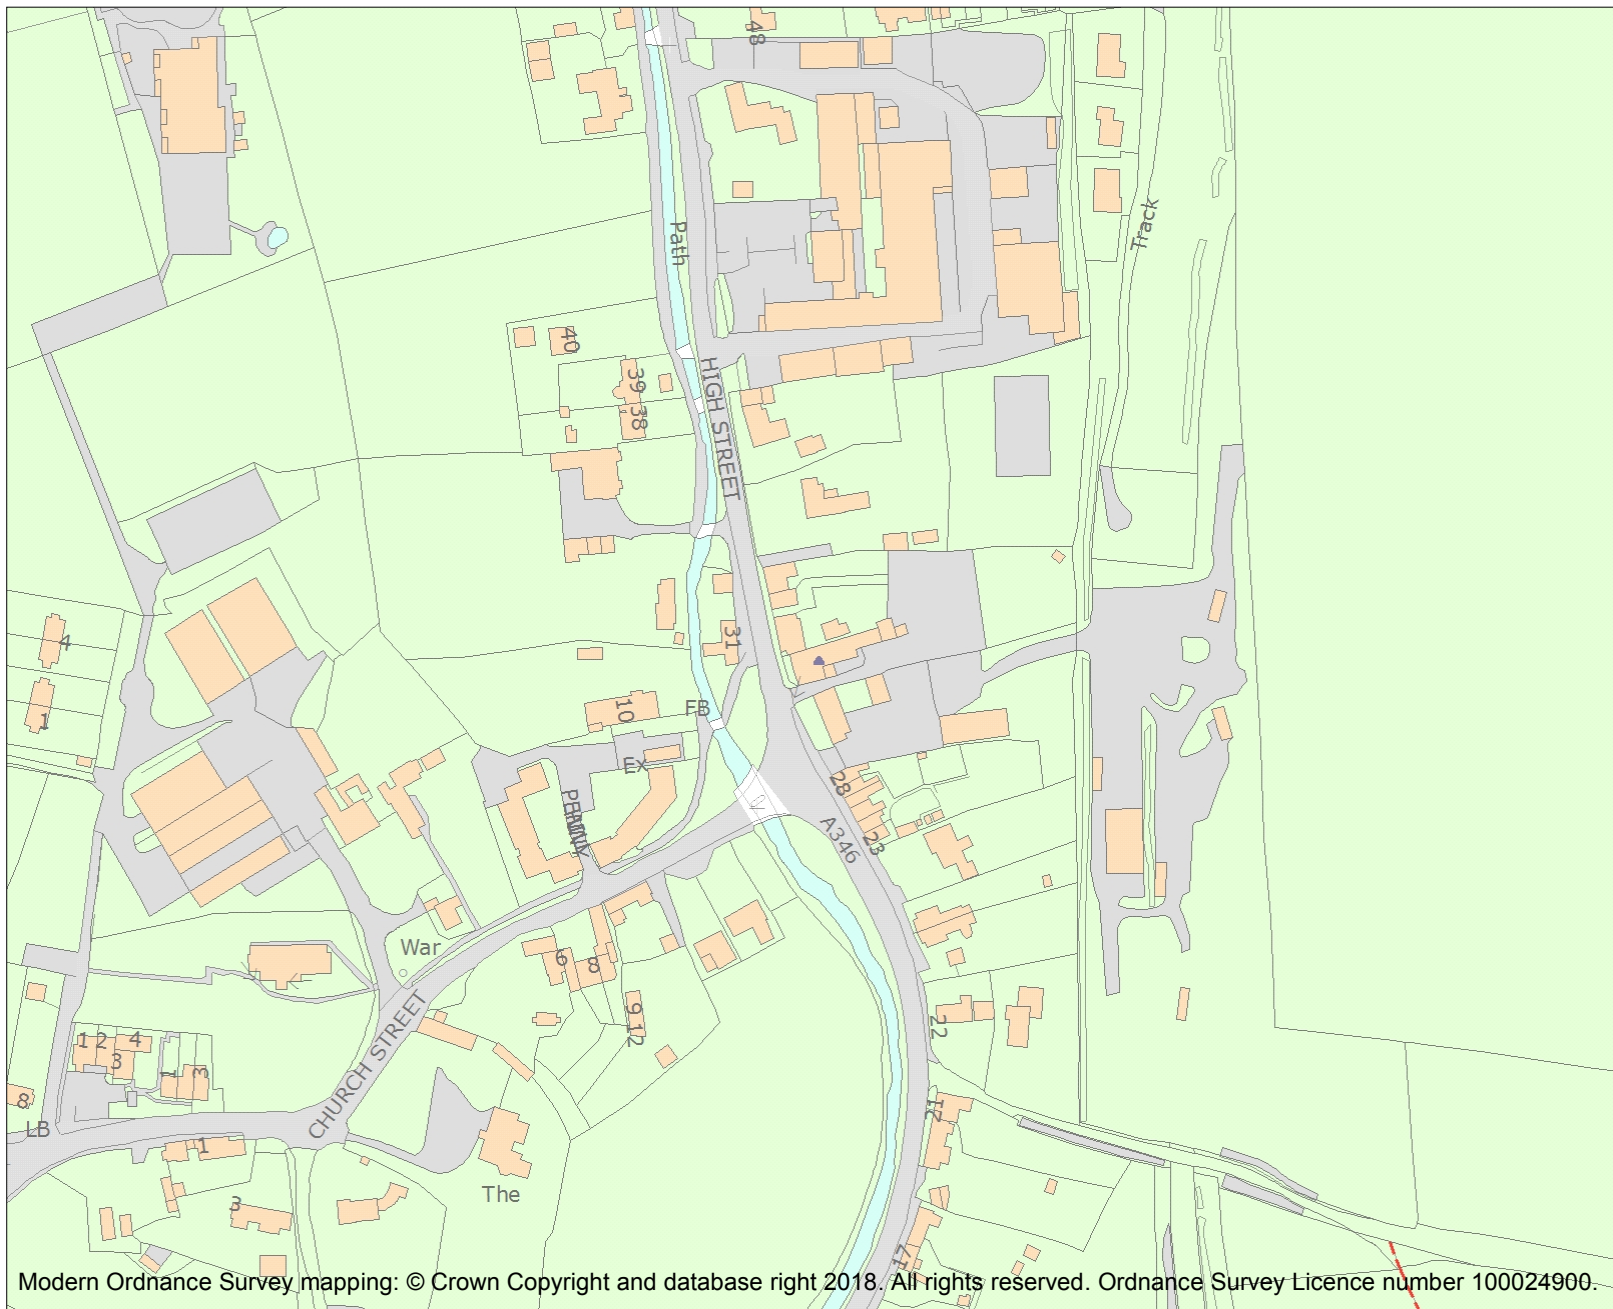 48
Path
Track
40
39
38
HIGH STREET
4
31
1
10
FB
EX
28
A346
23
War
6
8
9
12
22
CHURCH STREET
1
2
4
3
1
3
8
21
LB
1
The
3
17
Modern Ordnance Survey mapping: © Crown Copyright and database right 2018. All rights reserved. Ordnance Survey Licence number 100024900.